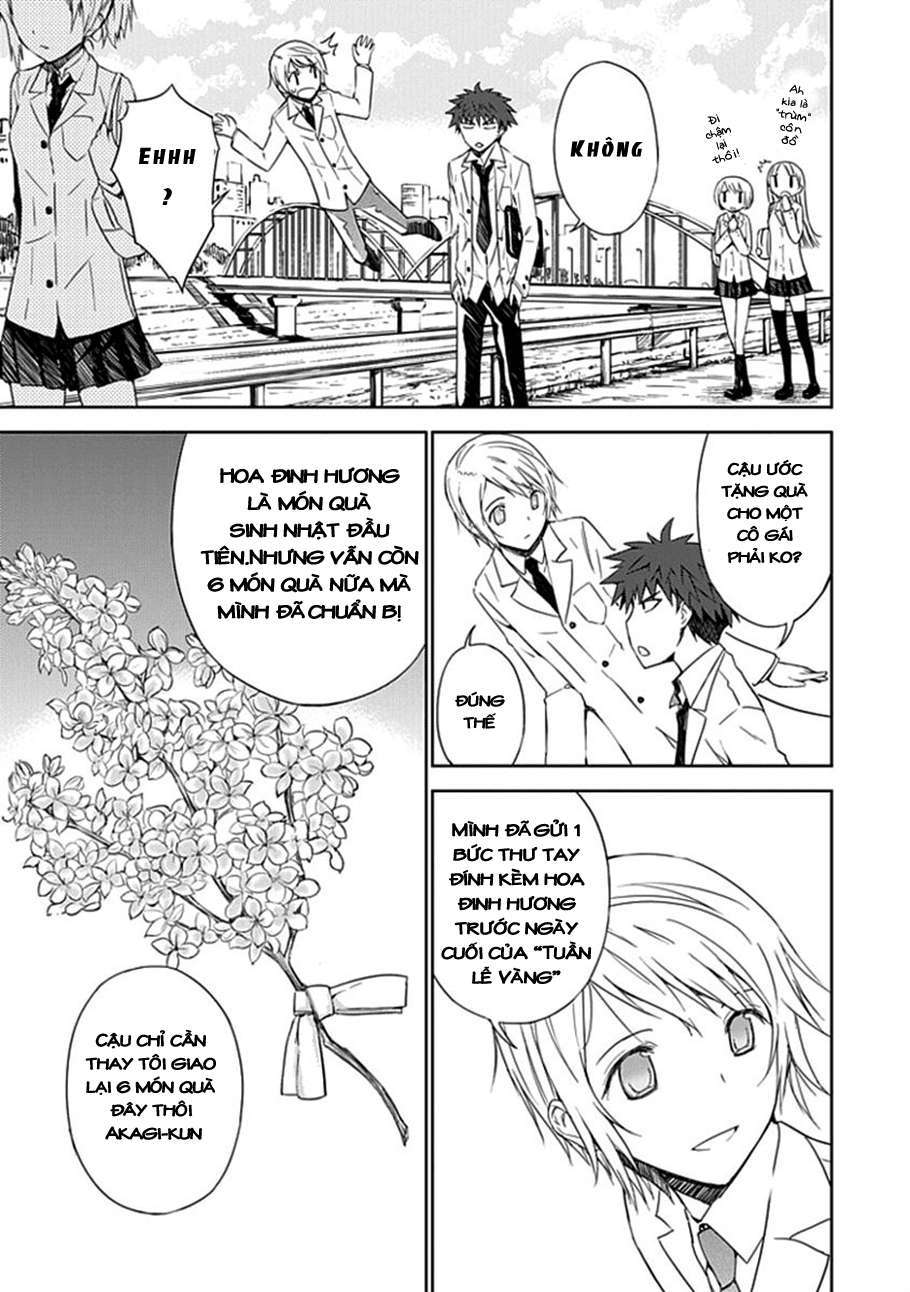 Ah
kia là
"trùm"
côn
đồ"
Đi
chậm
lại
thôi!
KHÔNG
EHHH
?
CẬU ƯỚC
TẶNG QUÀ
CHO MỘT
CÔ GÁI
PHẢI KO?
ĐÚNG
THẾ
MÌNH ĐÃ GỬI 1
BỨC THƯ TAY
ĐÍNH KÈM HOA
ĐINH HƯƠNG
TRƯỚC NGÀY
CUỐI CỦA "TUẦN
LỄ VÀNG"
HOA ĐINH HƯƠNG
LÀ MÓN QUÀ
SINH NHẬT ĐẦU
TIÊN.NHƯNG VẪN CÒN
6 MÓN QUÀ NỮA MÀ
MÌNH ĐÃ CHUẨN BỊ
CẬU CHỈ CẦN
THAY TÔI GIAO
LẠI 6 MÓN QUÀ
ĐÂY THÔI
AKAGI-KUN